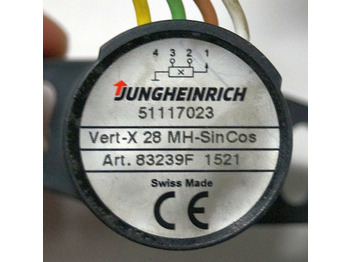 4 3 2 1
X
JUNGHEINRICH
51117023
Vert-X 28 MH-SinCos
Art. 83239F 1521
Swiss Made
CE